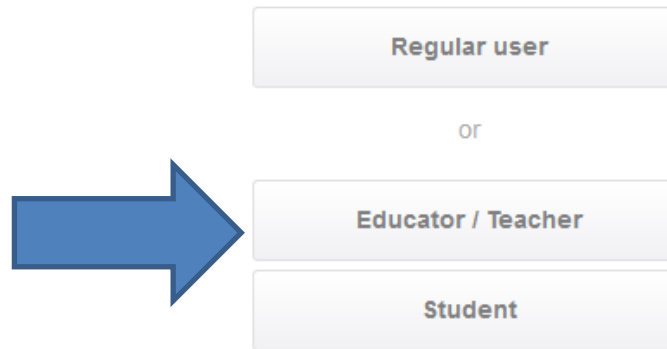 Regular user
or
Educator / Teacher
Student